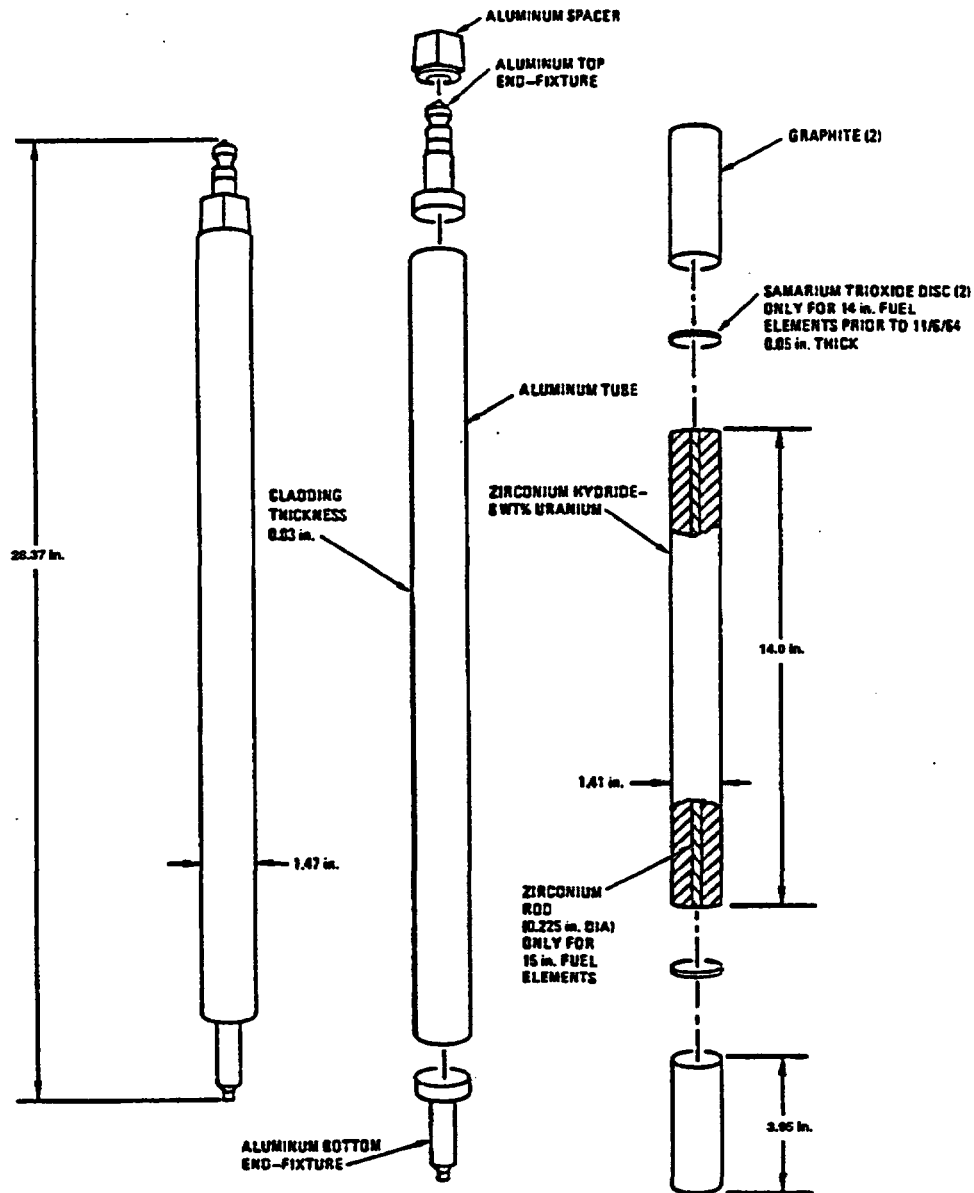 ALUMINUM SPACER
ALUMINUM TOP
END-FIXTURE
GRAPHITE (2)
SAMARIUM TRIOXIDE DISC (2)
ONLY FOR 14 in. FUEL
ELEMENTS PRIOR TO 11/6/64
0.05 in. THICK
ALUMINUM TUBE
CLADDING
THICKNESS
0.03 in.
ZIRCONIUM HYDRIDE-
8 WT% URANIUM
28.37 in.
14.0 in.
1.41 in.
1.47 in.
ZIRCONIUM
ROD
(0.225 in. DIA)
ONLY FOR
15 in. FUEL
ELEMENTS
3.95 in.
ALUMINUM BOTTOM
END-FIXTURE